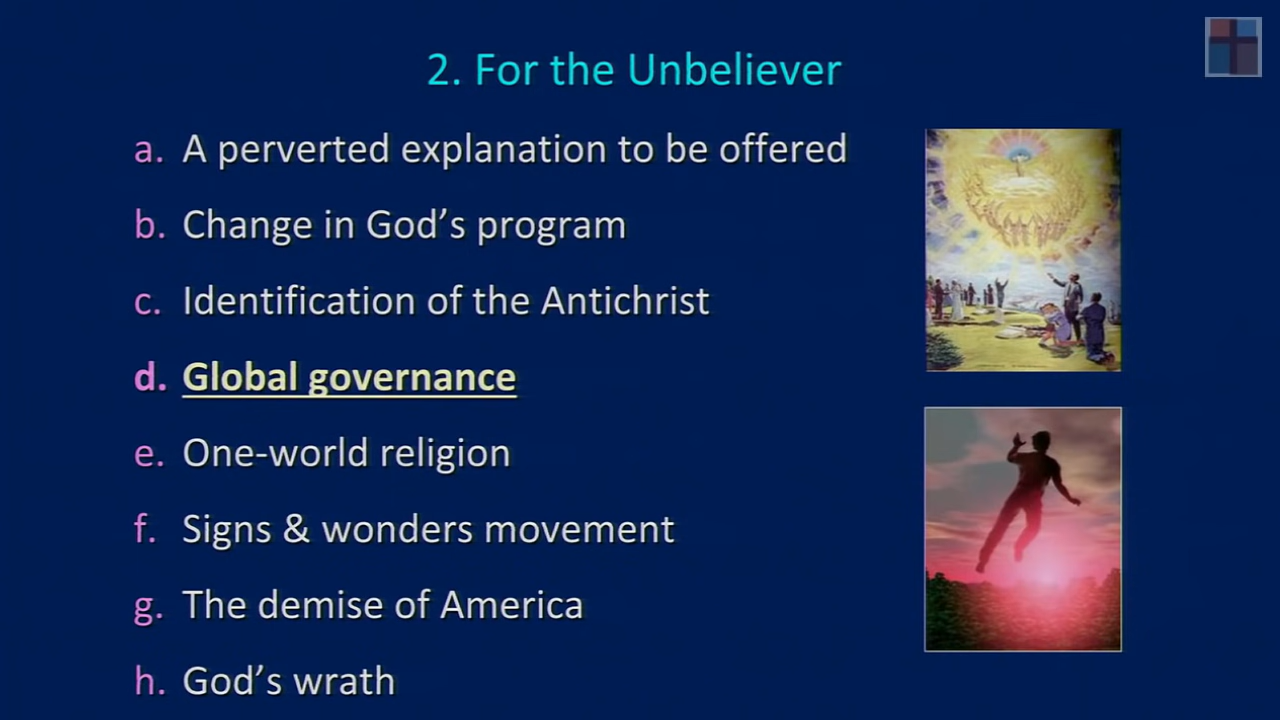 2. For the Unbeliever
a. A perverted explanation to be offered
b. Change in God’s program
c. Identification of the Antichrist
d. Global governance
e. One-world religion
f. Signs & wonders movement
g. The demise of America
h. God’s wrath